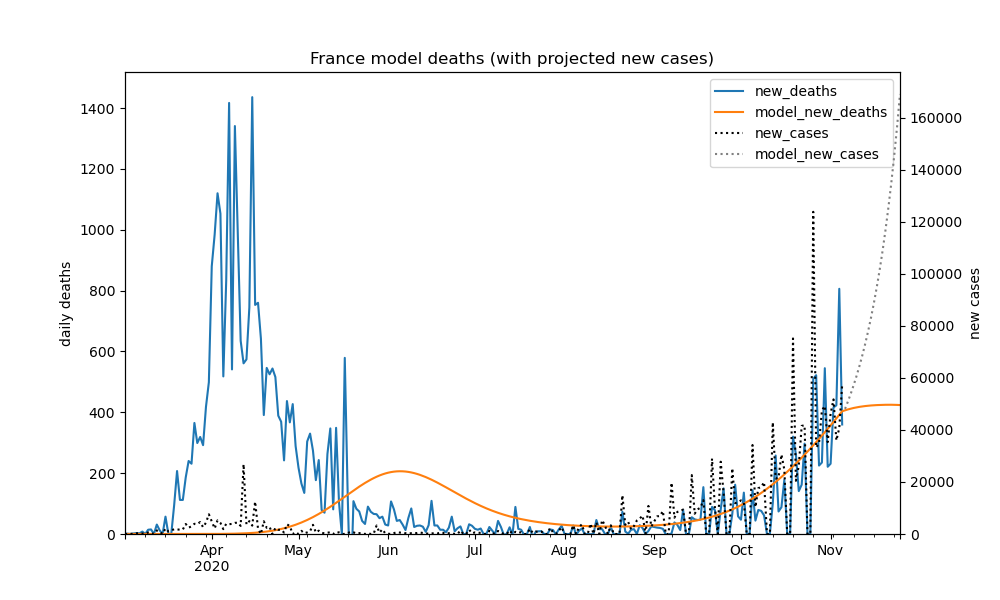 France model deaths (with projected new cases)
new_deaths
model_new_deaths
new_cases
model_new_cases
daily deaths
1400
1200
1000
800
600
400
200
0
160000
140000
120000
100000
80000
60000
40000
20000
0
new cases
Apr
2020
May
Jun
Jul
Aug
Sep
Oct
Nov